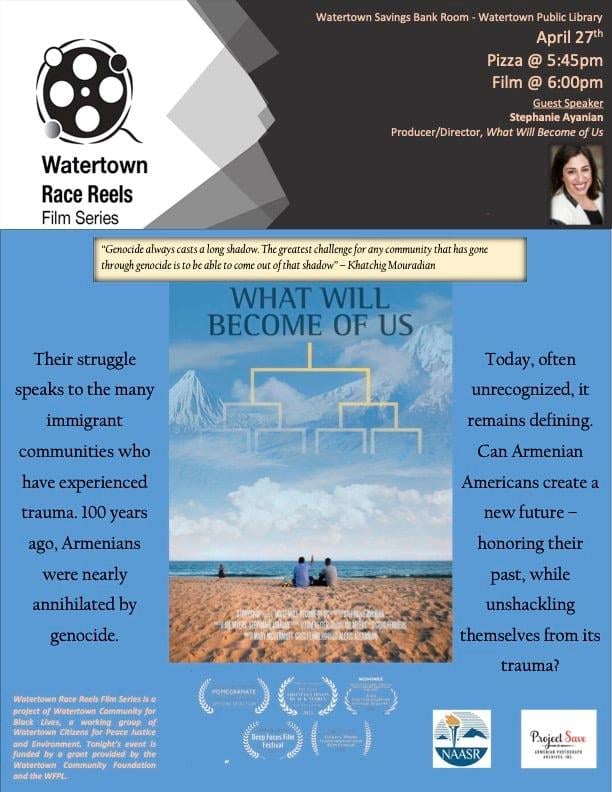 Watertown Savings Bank Room - Watertown Public Library
April 27th
Pizza @ 5:45pm
Film @ 6:00pm
Guest Speaker
Stephanie Ayanian
Producer/Director, What Will Become of Us
Watertown
Race Reels
Film Series
"Genocide always casts a long shadow. The greatest challenge for any community that has gone
through genocide is to be able to come out of that shadow" – Khatchig Mouradian
WHAT WILL
BECOME OF US
Their struggle
speaks to the many
immigrant
communities who
have experienced
trauma. 100 years
ago, Armenians
were nearly
annihilated by
genocide.
Today, often
unrecognized, it
remains defining.
Can Armenian
Americans create a
new future –
honoring their
past, while
unshackling
themselves from its
trauma?
POMEGRANATE
OFFICIAL SELECTION
NOMINEE
Deep Focus Film
Festival
Watertown Race Reels Film Series is a
project of Watertown Community for
Black Lives, a working group of
Watertown Citizens for Peace Justice
and Environment. Tonight's event is
funded by a grant provided by the
Watertown Community Foundation
and the WFPL.
"
NAASR
Project Save
ARMENIAN PHOTOGRAPH
ARCHIVES, INC.